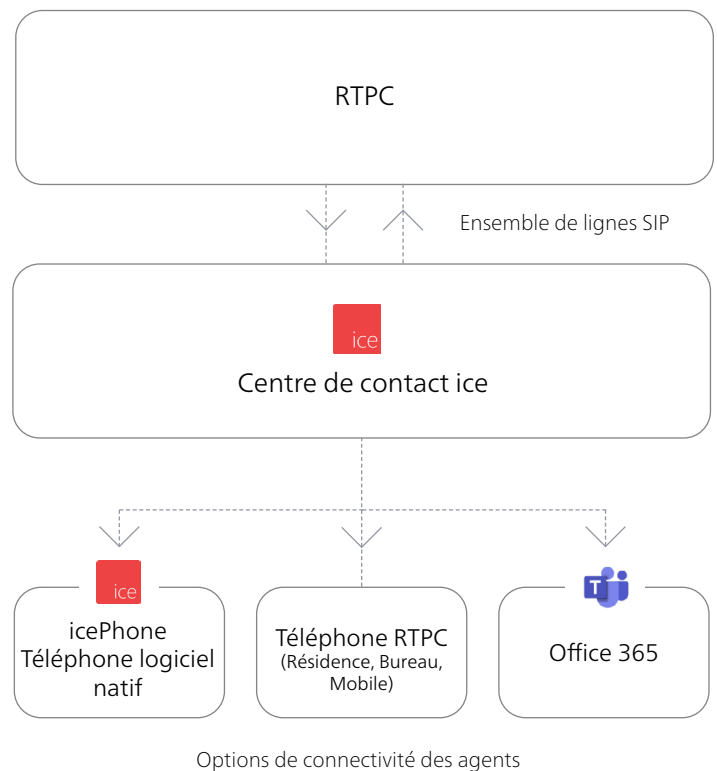 RTPC
Ensemble de lignes SIP
ice
Centre de contact ice
ice
icePhone
Téléphone logiciel
natif
Téléphone RTPC
(Résidence, Bureau,
Mobile)
T
Office 365
Options de connectivité des agents